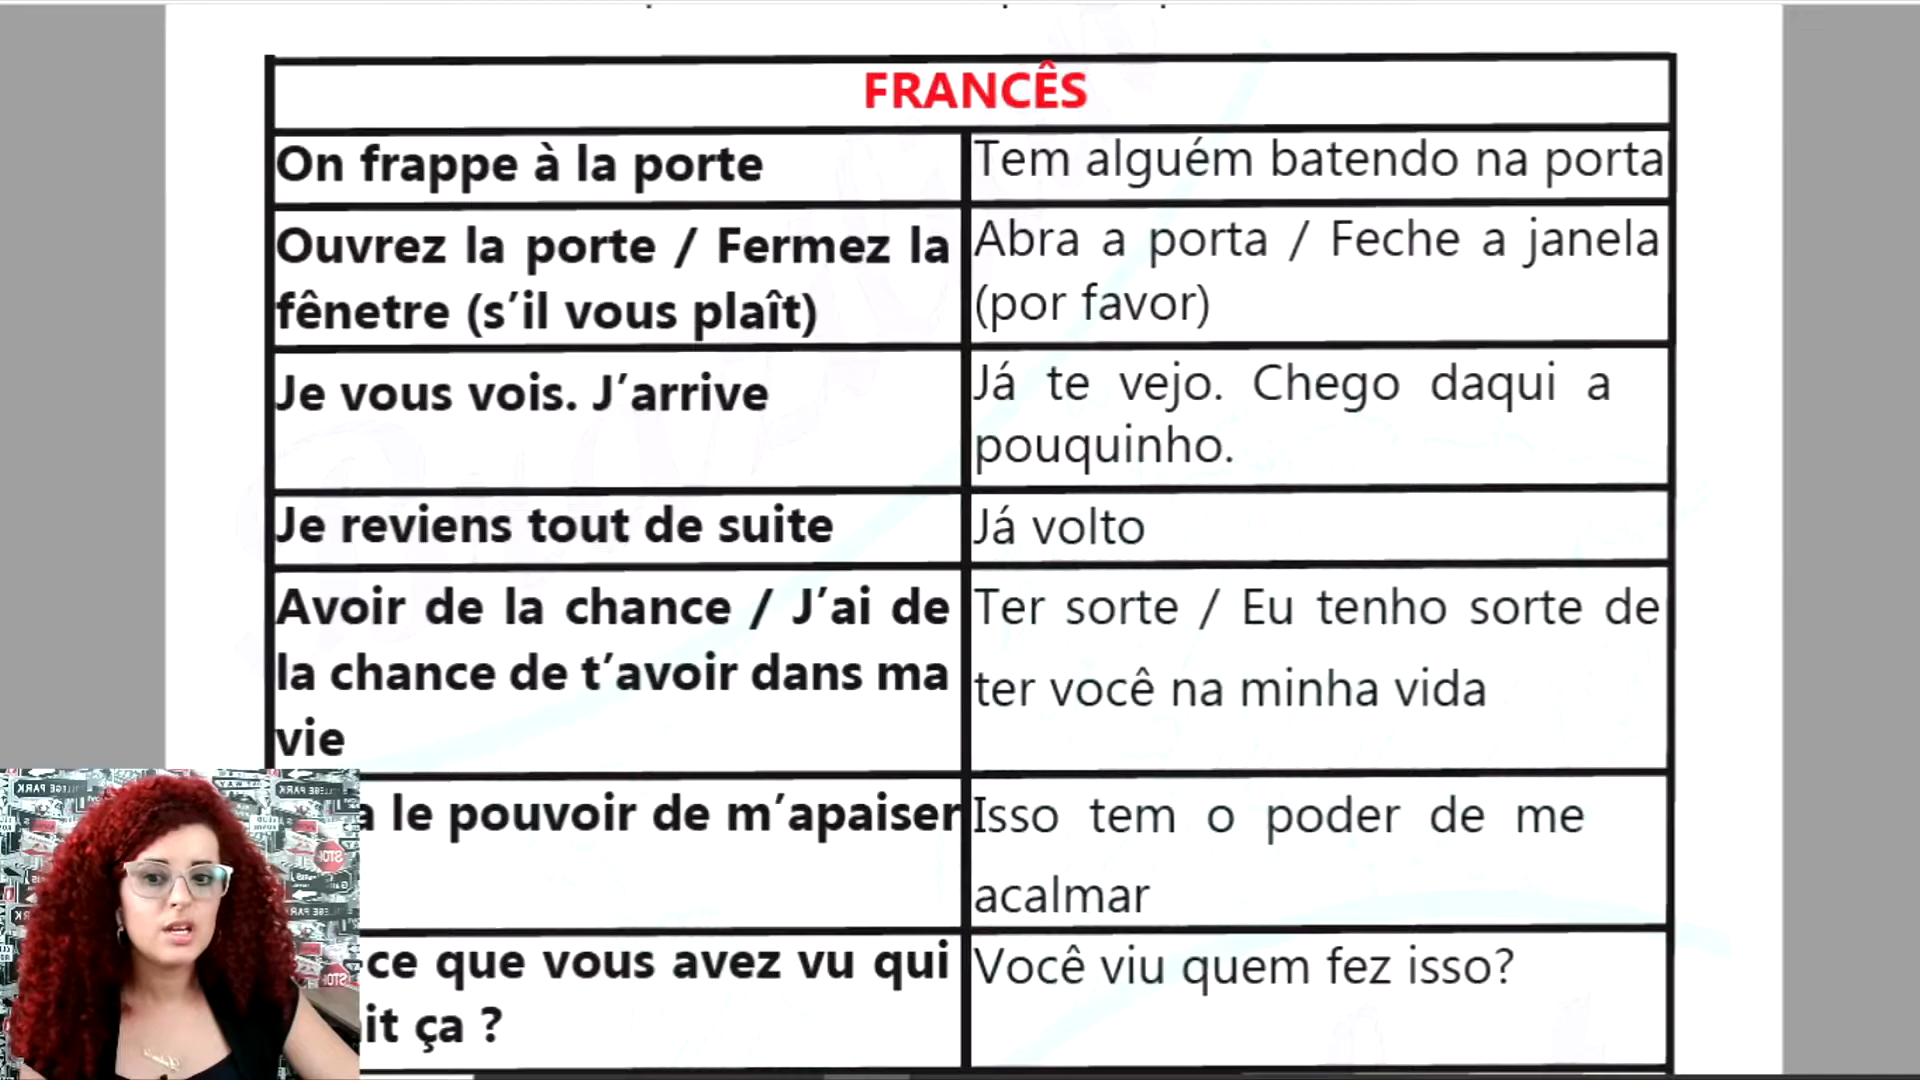 FRANCÊS
On frappe à la porte
Tem alguém batendo na porta
Ouvrez la porte / Fermez la
fênetre (s’il vous plaît)
Abra a porta / Feche a janela
(por favor)
Je vous vois. J’arrive
Já te vejo. Chego daqui a
pouquinho.
Je reviens tout de suite
Já volto
Avoir de la chance / J’ai de
la chance de t’avoir dans ma
vie
Ter sorte / Eu tenho sorte de
ter você na minha vida
le pouvoir de m’apaiser
Isso tem o poder de me
acalmar
ce que vous avez vu qui
ça ?
Você viu quem fez isso?